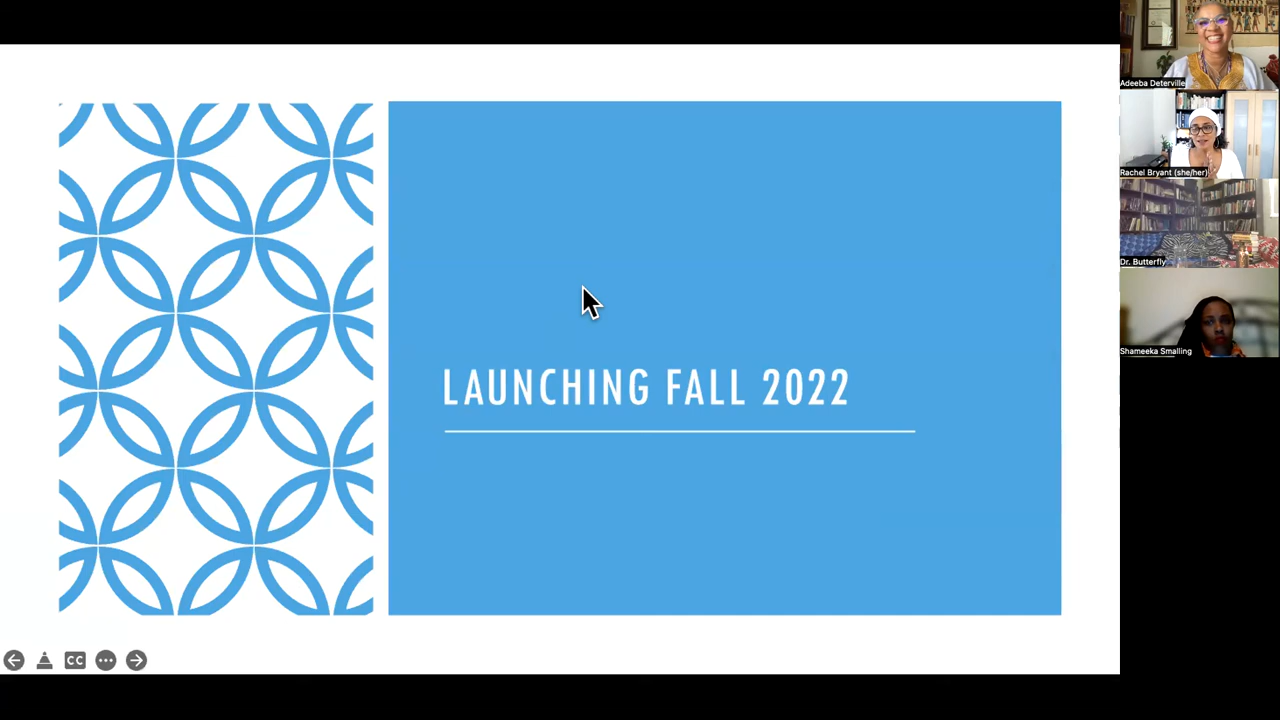 Adeeba Deterville
Rachel Bryant (she/her)
Dr. Butterfly
Shameeka Smalling
LAUNCHING FALL 2022
CC